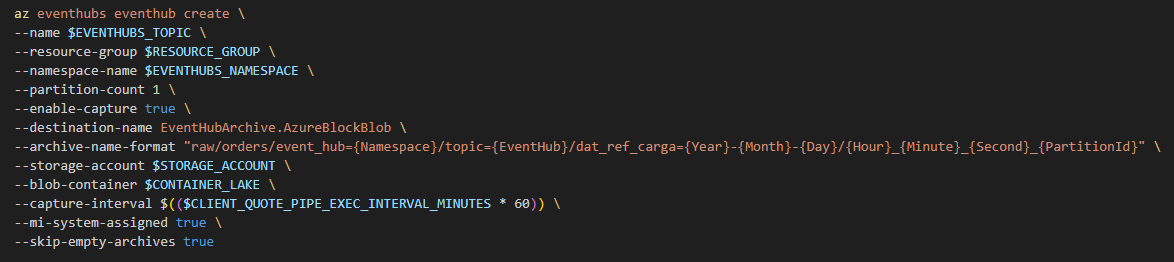 az eventhubs eventhub create \
--name $EVENTHUBS_TOPIC \
--resource-group $RESOURCE_GROUP \
--namespace-name $EVENTHUBS_NAMESPACE \
--partition-count 1 \
--enable-capture true \
--destination-name EventHubArchive.AzureBlockBlob \
--archive-name-format "raw/orders/event_hub={Namespace}/topic={EventHub}/dat_ref_carga={Year}-{Month}-{Day}/{Hour}_{Minute}_{Second}_{PartitionId}" \
--storage-account $STORAGE_ACCOUNT \
--blob-container $CONTAINER_LAKE \
--capture-interval $(($CLIENT_QUOTE_PIPE_EXEC_INTERVAL_MINUTES * 60)) \
--mi-system-assigned true \
--skip-empty-archives true